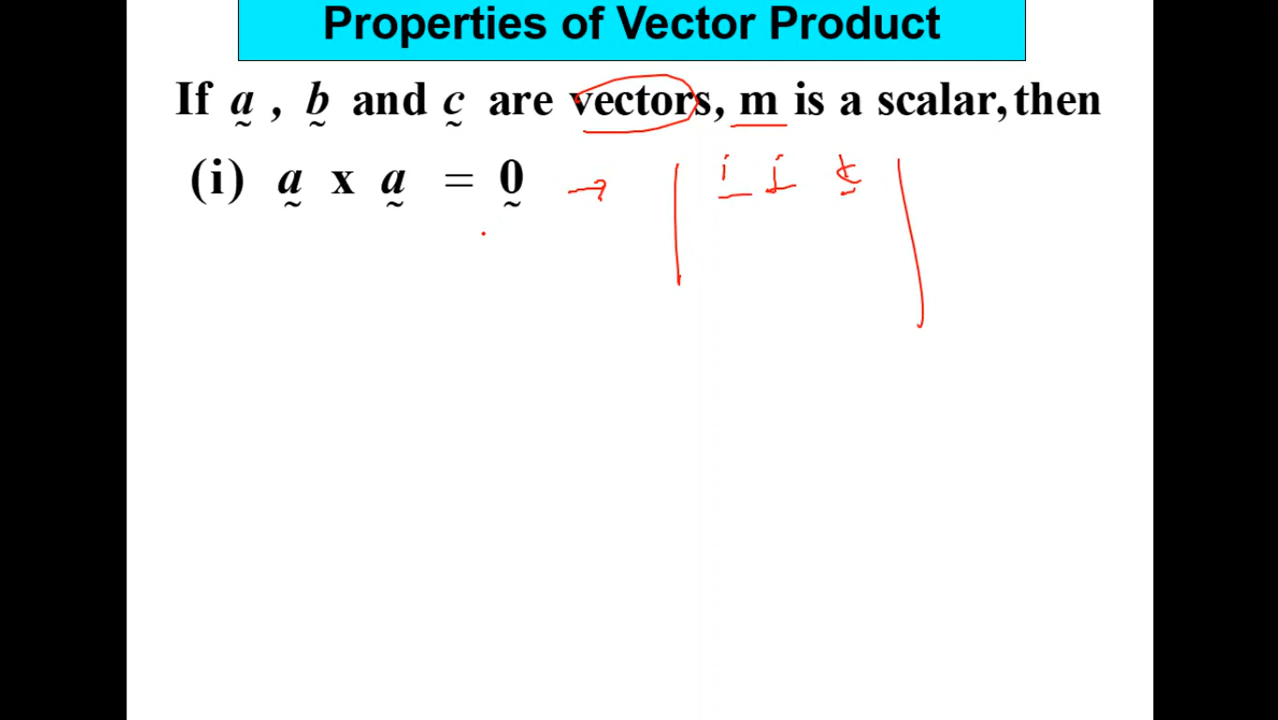 Properties of Vector Product
If a , b and c are vectors, m is a scalar, then
(i) a x a = 0 → | i j k |